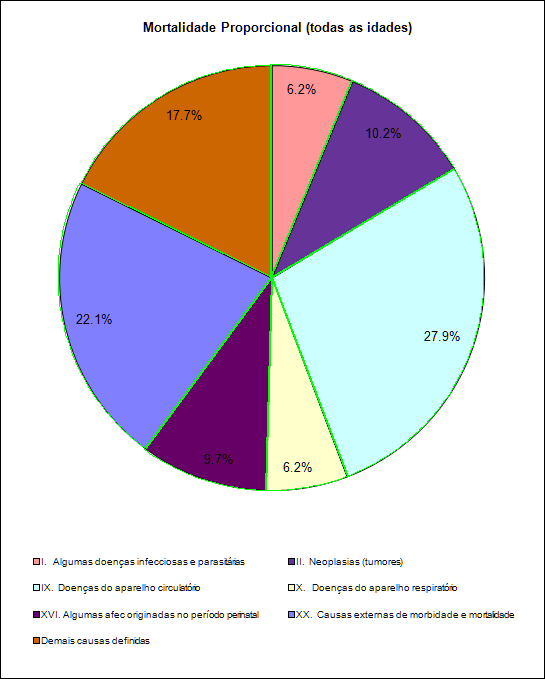 Mortalidade Proporcional (todas as idades)
6.2%
10.2%
17.7%
22.1%
27.9%
9.7%
6.2%
I. Algumas doenças infecciosas e parasitárias
II. Neoplasias (tumores)
IX. Doenças do aparelho circulatório
X. Doenças do aparelho respiratório
XVI. Algumas afec originadas no período perinatal
XX. Causas externas de morbidade e mortalidade
Demais causas definidas